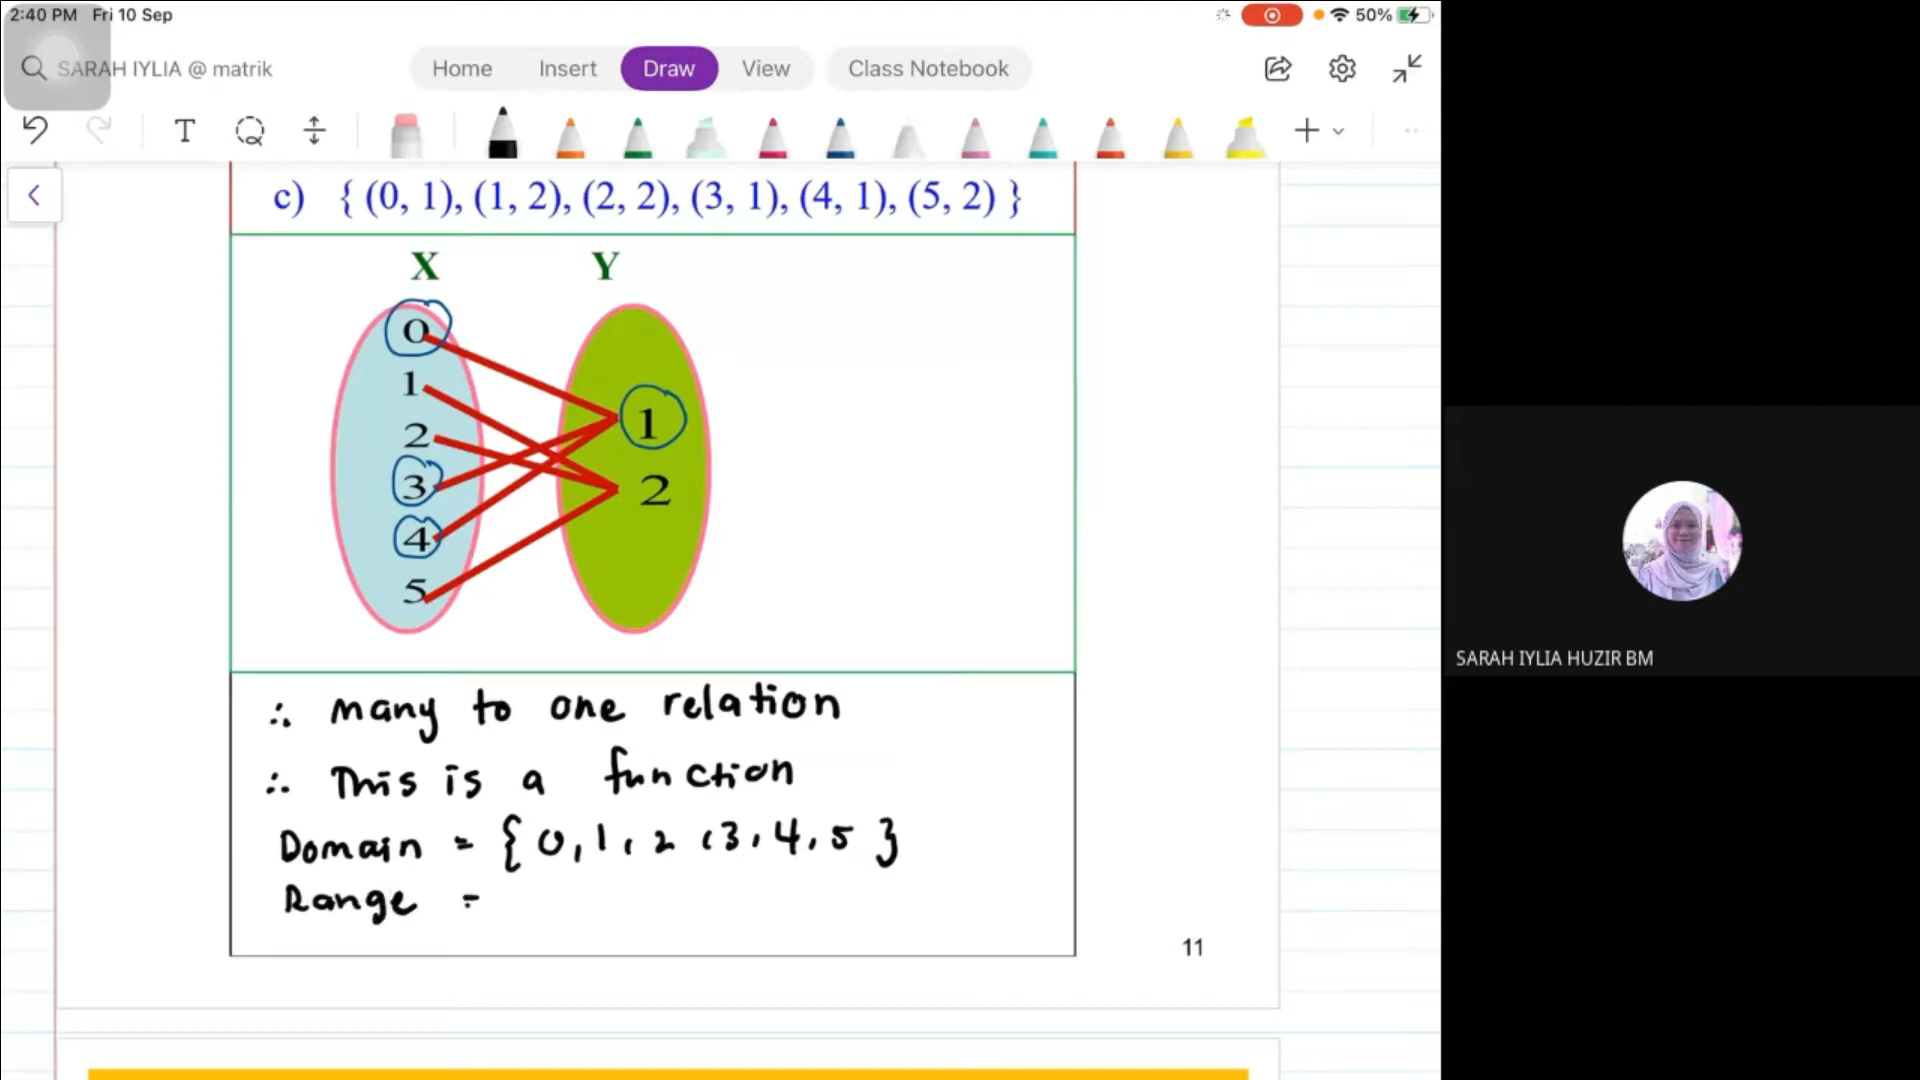 2:40 PM Fri 10 Sep 50%
SARAH IYLIA @ matrik Home Insert Draw View Class Notebook
T
c) { (0, 1), (1, 2), (2, 2), (3, 1), (4, 1), (5, 2) }
X Y
0
1
2
3
4
5
1
2
∴ many to one relation
∴ This is a function
Domain = { 0, 1, 2, 3, 4, 5 }
Range =
11
SARAH IYLIA HUZIR BM